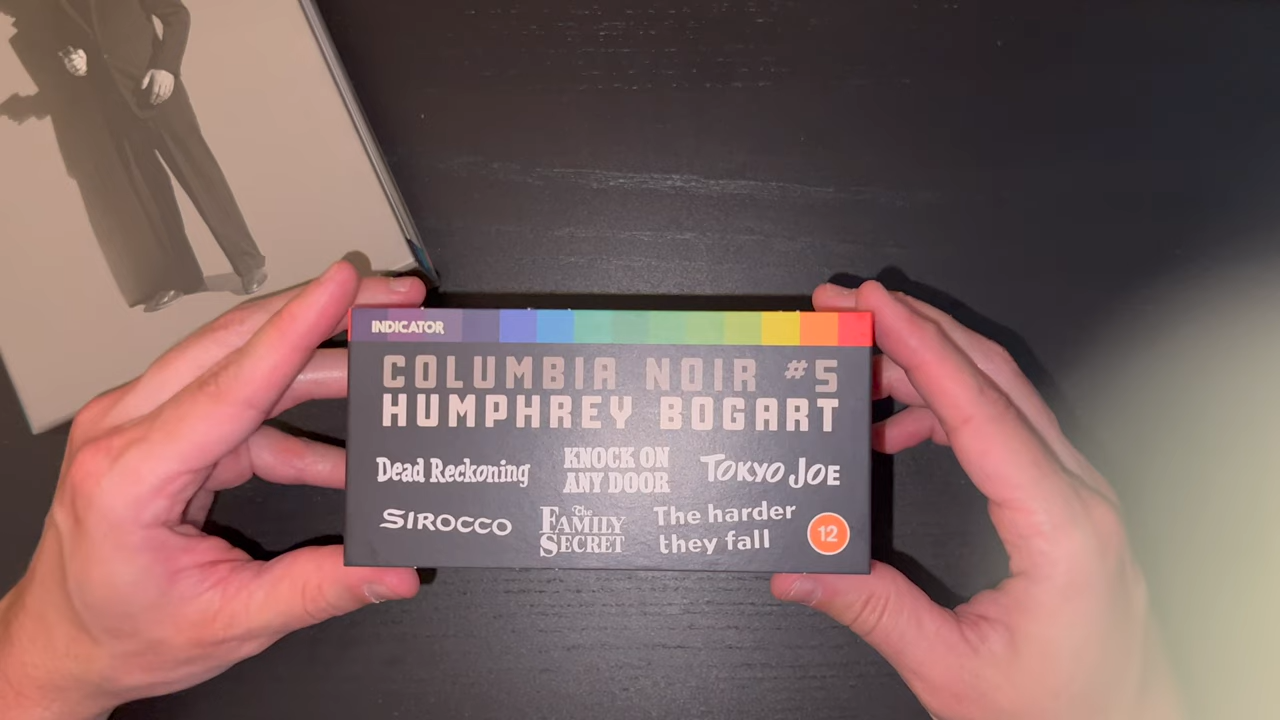 INDICATOR
COLUMBIA NOIR #5
HUMPHREY BOGART
Dead Reckoning
KNOCK ON
ANY DOOR
TOKYO JOE
SIROCCO
The
FAMILY
SECRET
The harder
they fall
12